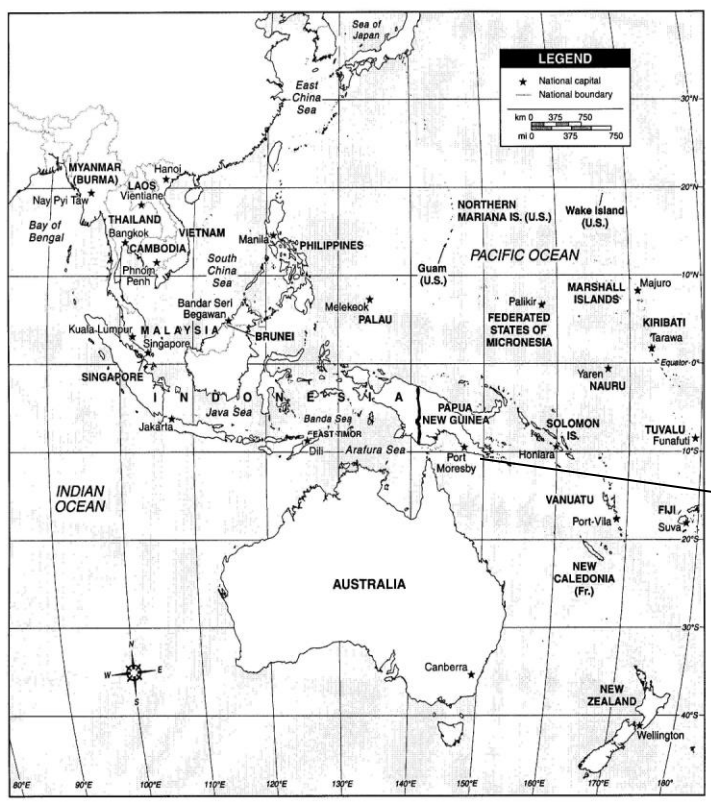 Sea of
Japan
LEGEND
National capital
National boundary
km 0 375 750
mi 0 375 750
East
China
Sea
30°N
MYANMAR
(BURMA)
Hanoi
LAOS
Vientiane
Nay Pyi Taw
20°N
NORTHERN
MARIANA IS. (U.S.)
Wake Island
(U.S.)
Bay of
Bengal
THAILAND
Bangkok
VIETNAM
CAMBODIA
Phnom
Penh
Manila
PHILIPPINES
South
China
Sea
PACIFIC OCEAN
Guam
(U.S.)
10°N
Bandar Seri
Begawan
Melekeok
PALAU
Palikir
FEDERATED
STATES OF
MICRONESIA
MARSHALL
ISLANDS
Majuro
KIRIBATI
Tarawa
Kuala-Lumpur
MALAYSIA
Singapore
BRUNEI
SINGAPORE
Equator
0°
Yaren
NAURU
INDONESIA
Java Sea
Banda Sea
PAPUA
NEW GUINEA
SOLOMON
IS.
TUVALU
Funafuti
Jakarta
EAST TIMOR
Dili
Arafura Sea
Port
Moresby
Honiara
10°S
INDIAN
OCEAN
VANUATU
Port-Vila
FIJI
Suva
20°S
NEW
CALEDONIA
(Fr.)
AUSTRALIA
30°S
N
W E
S
Canberra
NEW
ZEALAND
40°S
Wellington
80°E 90°E 100°E 110°E 120°E 130°E 140°E 150°E 160°E 170°E 180°